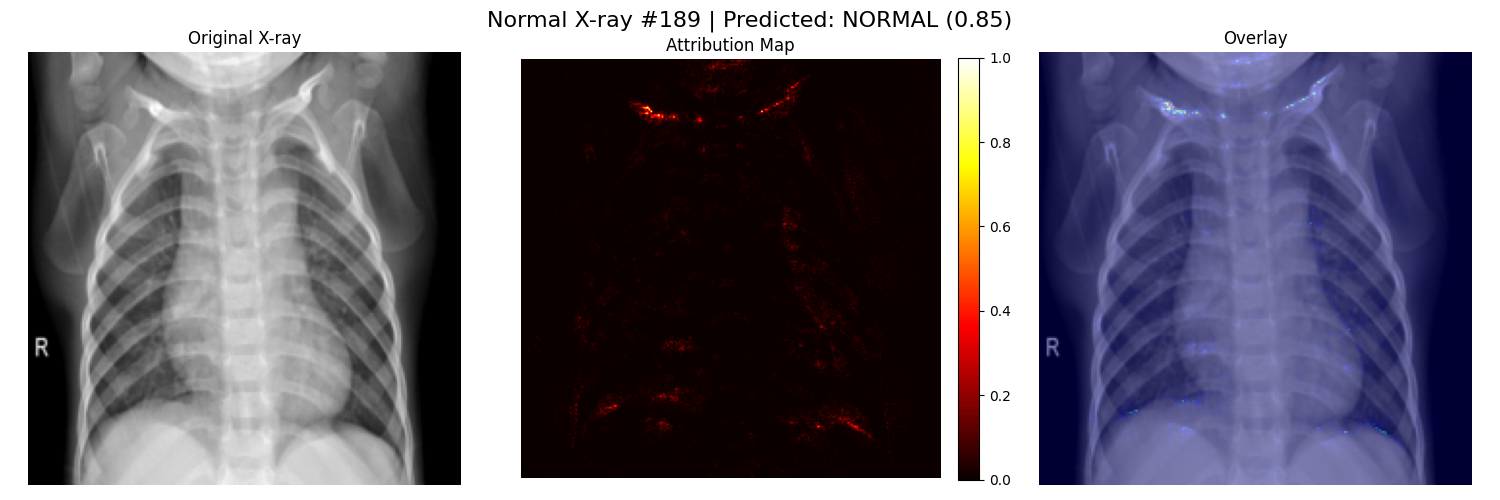 Normal X-ray #189 | Predicted: NORMAL (0.85)
Original X-ray
Attribution Map
Overlay
R
1.0
0.8
0.6
0.4
0.2
0.0
R